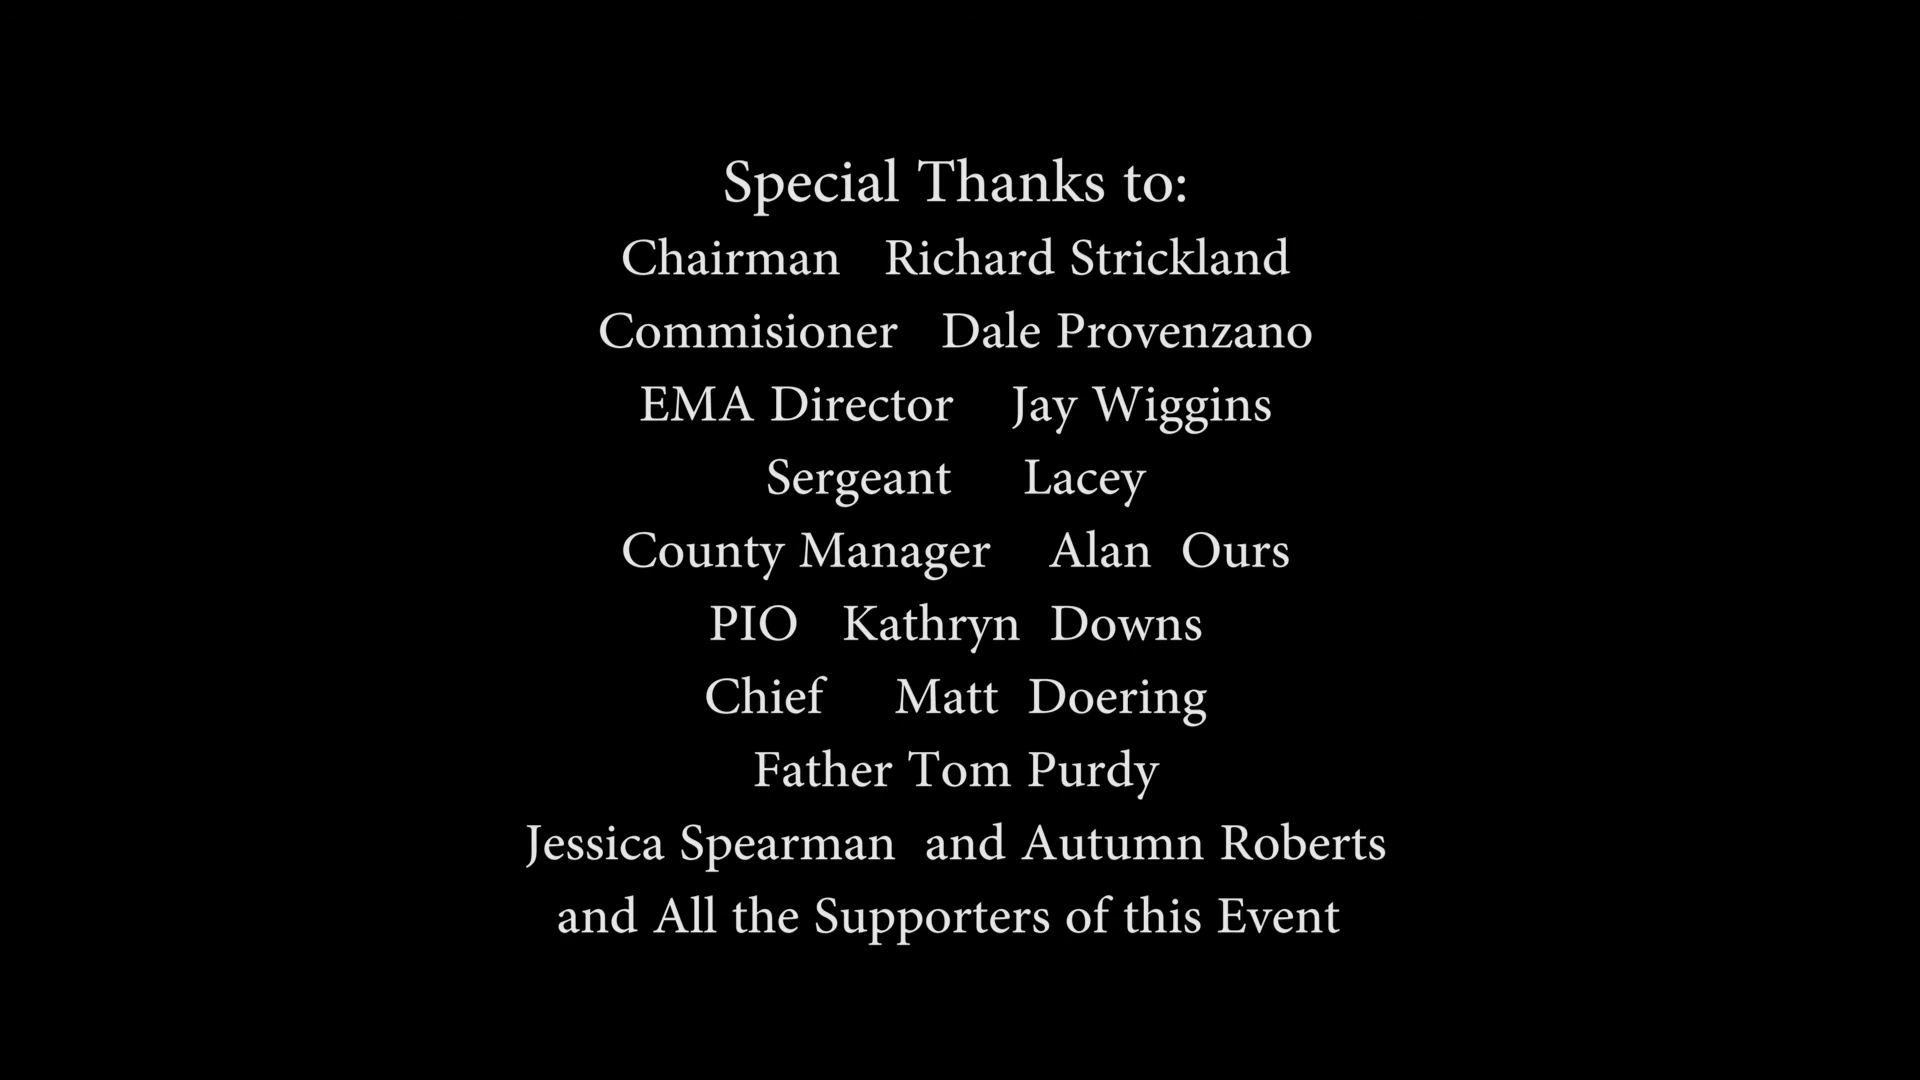 Special Thanks to:
Chairman Richard Strickland
Commisioner Dale Provenzano
EMA Director Jay Wiggins
Sergeant Lacey
County Manager Alan Ours
PIO Kathryn Downs
Chief Matt Doering
Father Tom Purdy
Jessica Spearman and Autumn Roberts
and All the Supporters of this Event